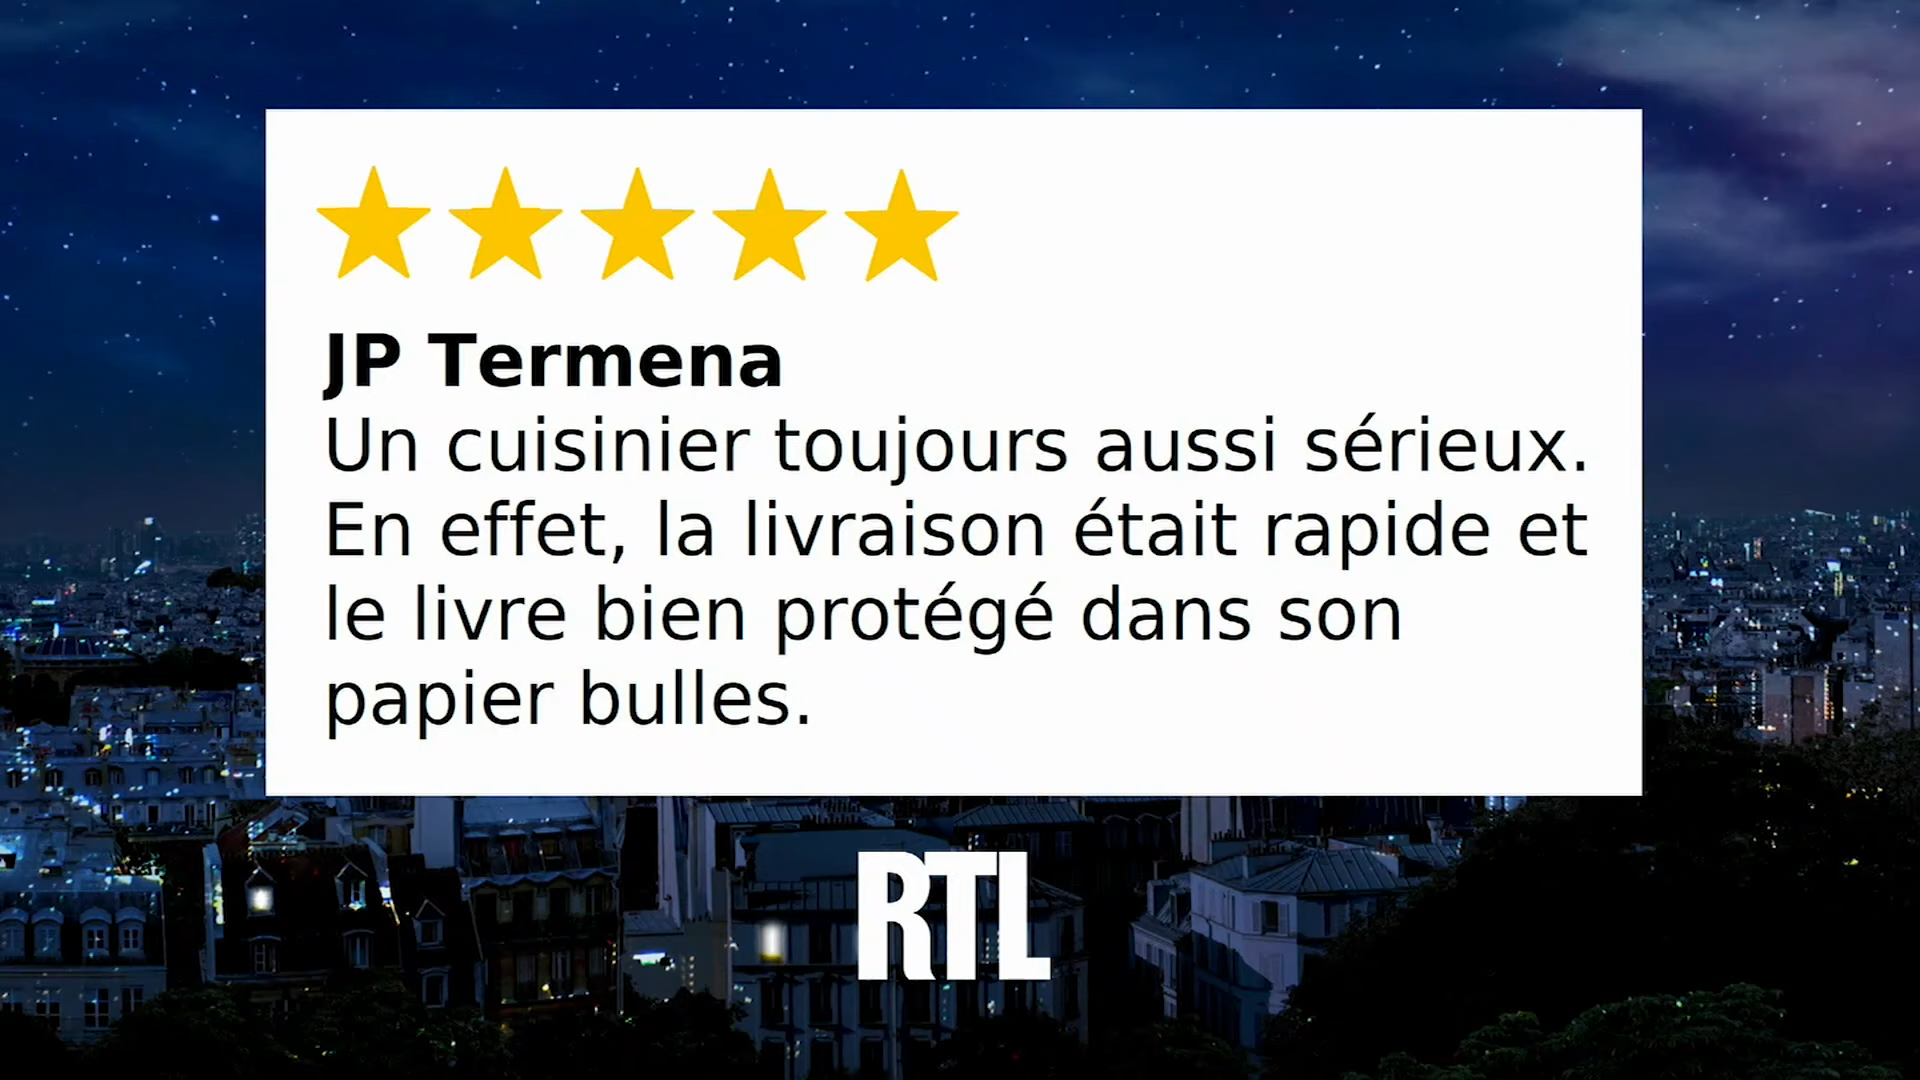 JP Termena
Un cuisinier toujours aussi sérieux.
En effet, la livraison était rapide et
le livre bien protégé dans son
papier bulles.
RTL